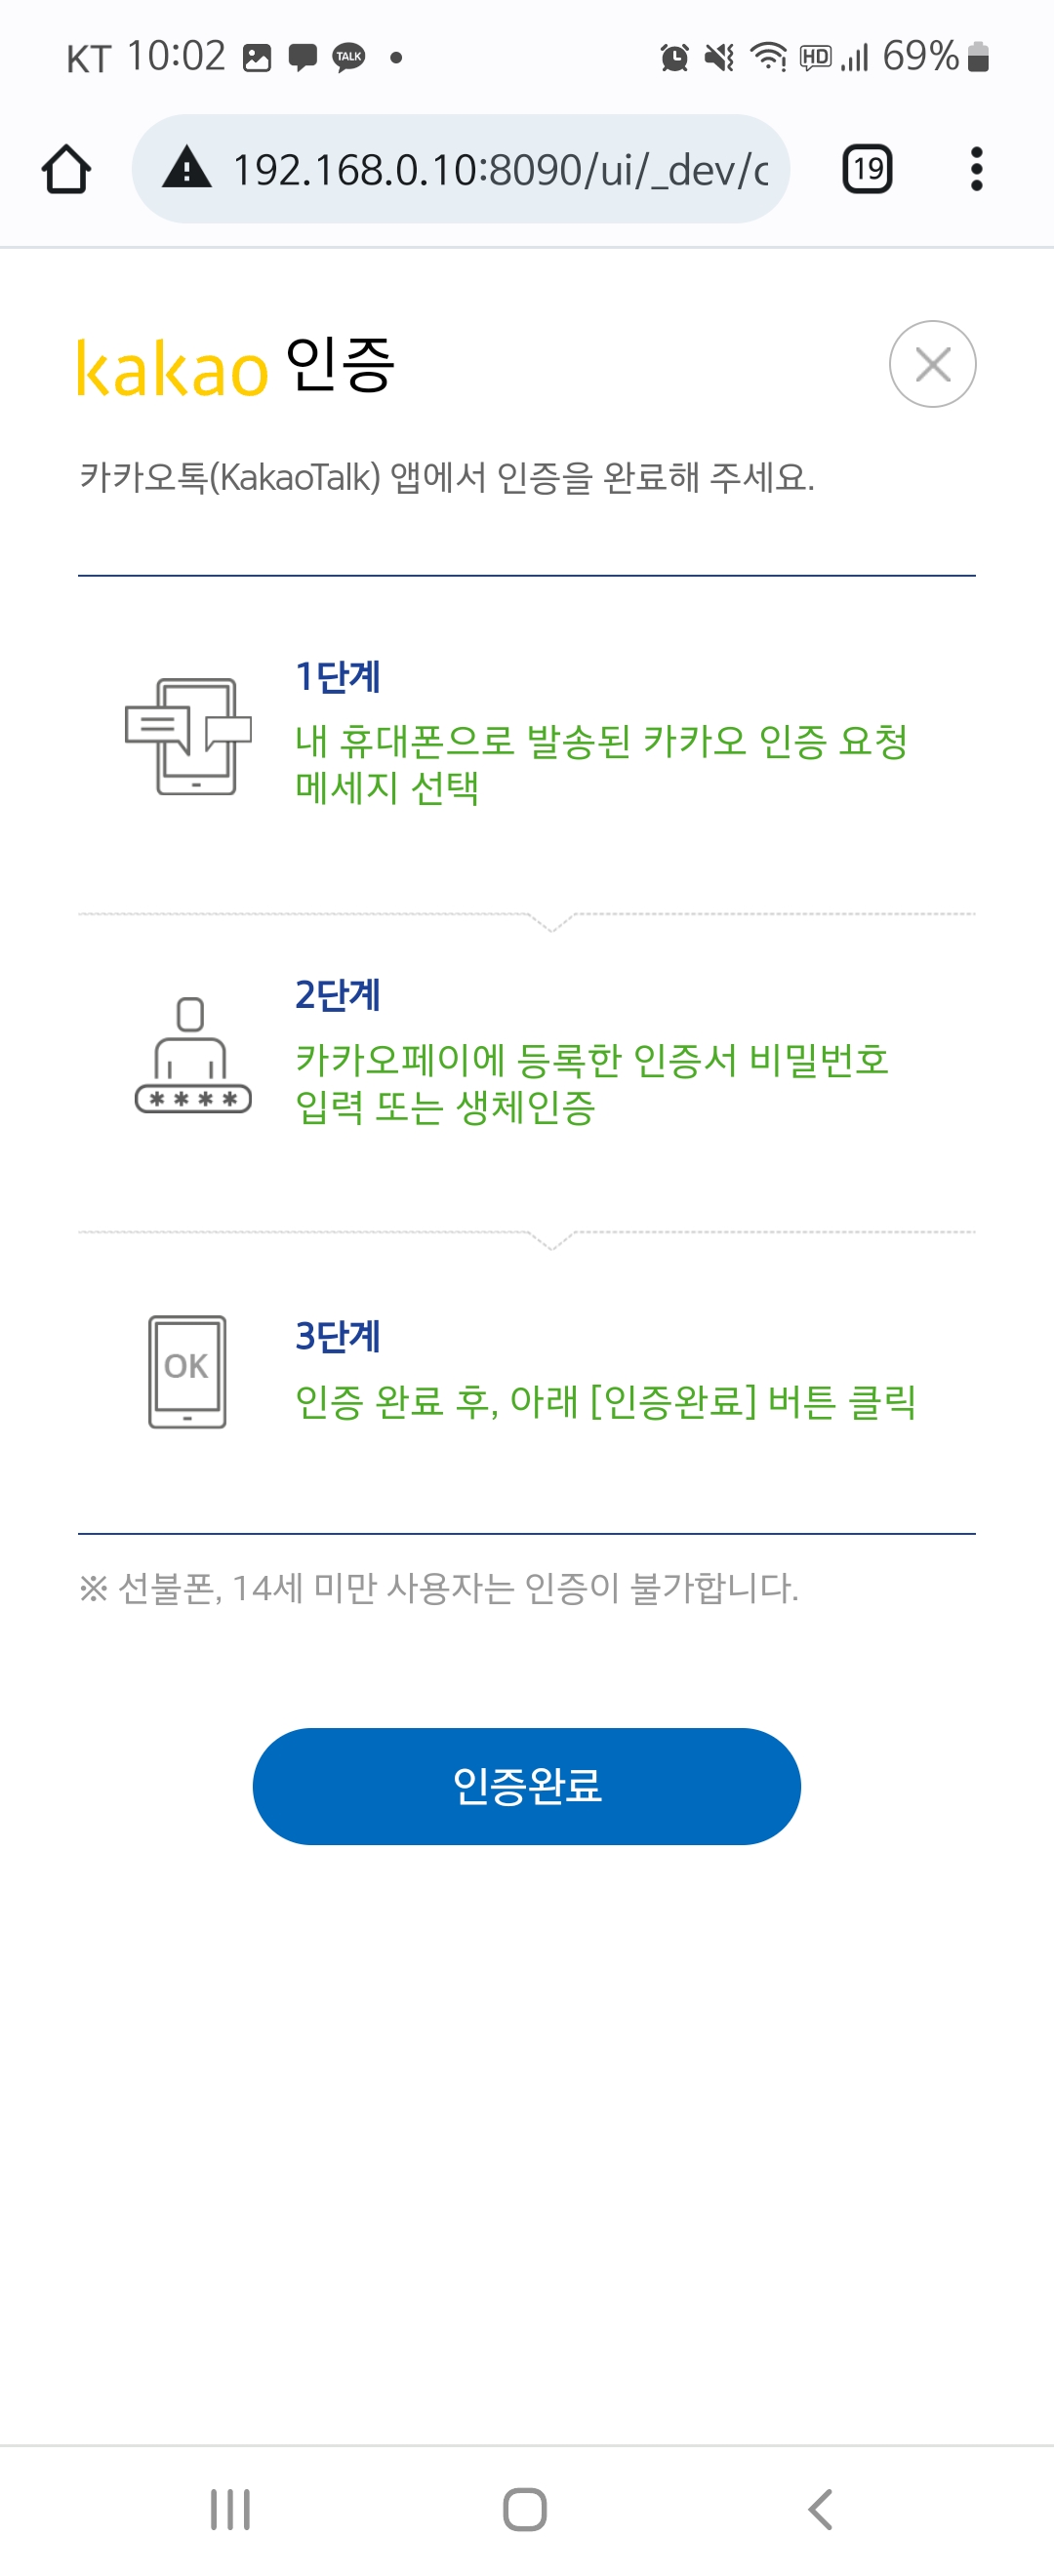 KT 10:02 TALK HD 69%
192.168.0.10:8090/ui/_dev/c 19
kakao 인증
카카오톡(KakaoTalk) 앱에서 인증을 완료해 주세요.
1단계
내 휴대폰으로 발송된 카카오 인증 요청
메세지 선택
2단계
카카오페이에 등록한 인증서 비밀번호
입력 또는 생체인증
****
3단계
OK
인증 완료 후, 아래 [인증완료] 버튼 클릭
※ 선불폰, 14세 미만 사용자는 인증이 불가합니다.
인증완료